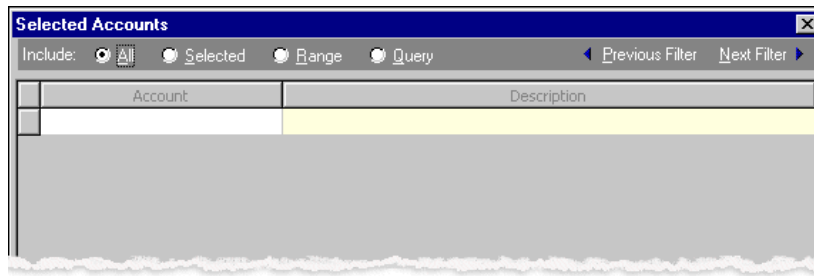 Selected Accounts
Include: All Selected Range Query Previous Filter Next Filter
Account Description